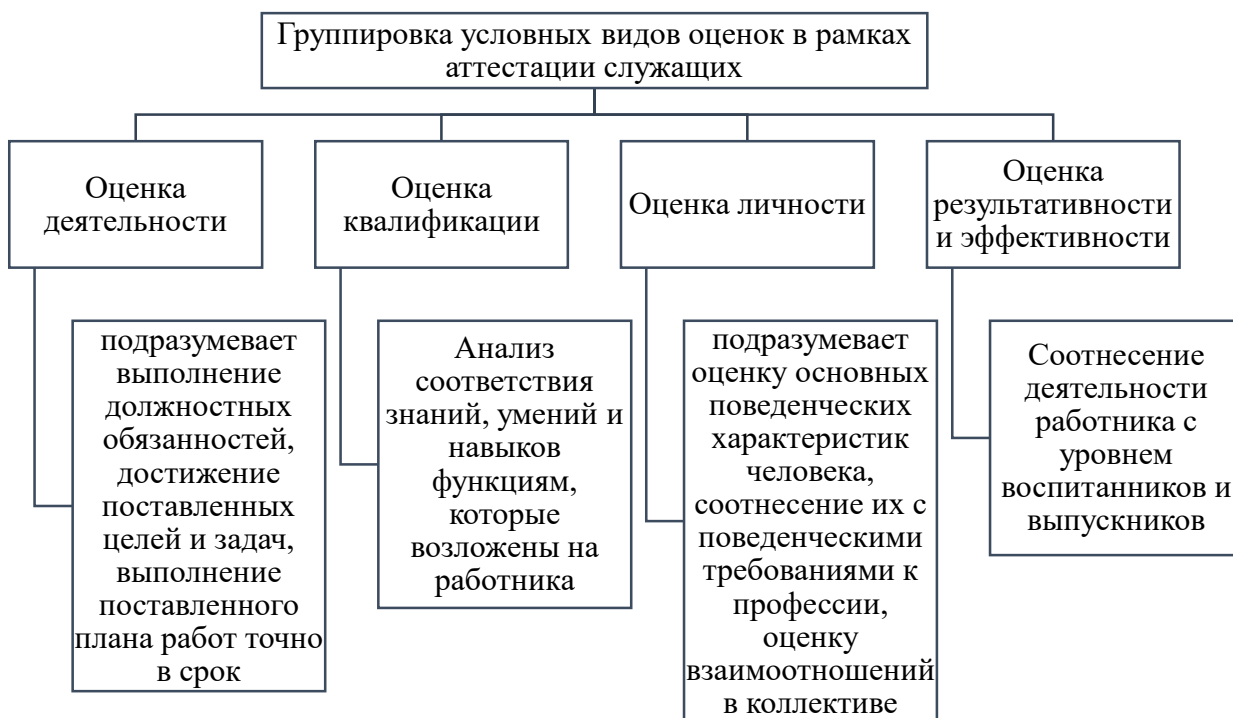 Группировка условных видов оценок в рамках
аттестации служащих
Оценка
деятельности
Оценка
квалификации
Оценка личности
Оценка
результативности
и эффективности
подразумевает
выполнение
должностных
обязанностей,
достижение
поставленных
целей и задач,
выполнение
поставленного
плана работ точно
в срок
Анализ
соответствия
знаний, умений и
навыков
функциям,
которые
возложены на
работника
подразумевает
оценку основных
поведенческих
характеристик
человека,
соотнесение их с
поведенческими
требованиями к
профессии,
оценку
взаимоотношений
в коллективе
Соотнесение
деятельности
работника с
уровнем
воспитанников и
выпускников